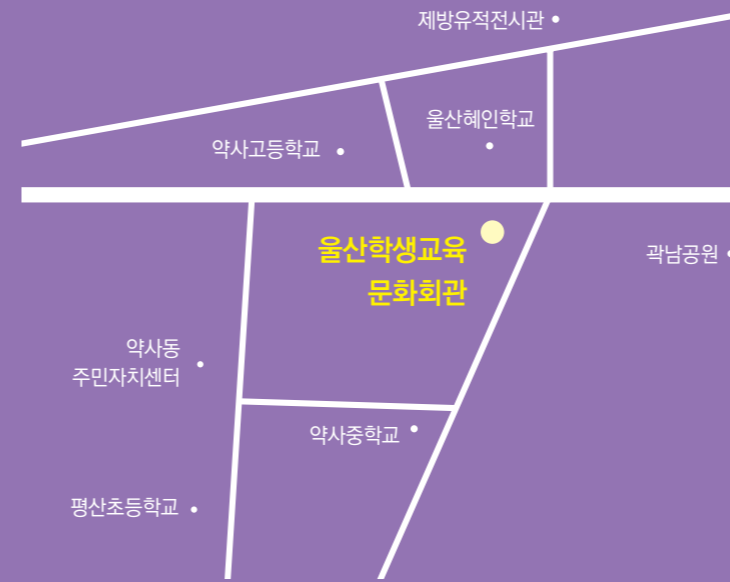 제방유적전시관
울산혜인학교
약사고등학교
울산학생교육
문화회관
곽남공원
약사동
주민자치센터
약사중학교
평산초등학교